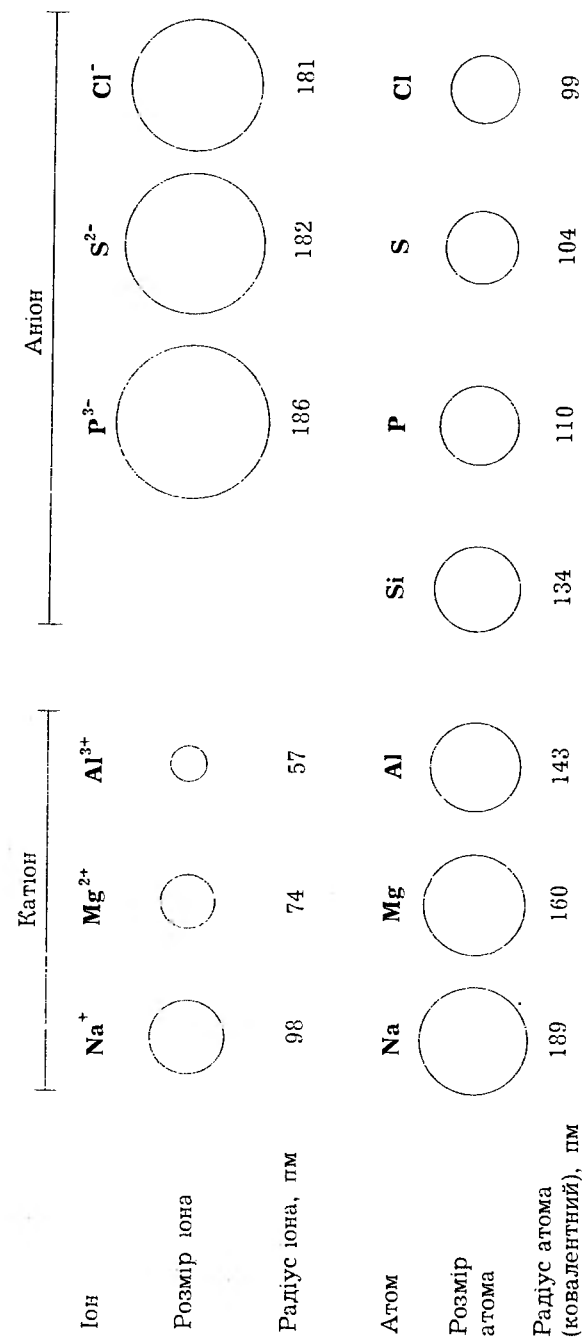 Катіон
Аніон
Іон
Na⁺
Mg²⁺
Al³⁺
P³⁻
S²⁻
Cl⁻
Розмір іона
Радіус іона, пм
98
74
57
186
182
181
Атом
Na
Mg
Al
Si
P
S
Cl
Розмір
атома
Радіус атома
(ковалентний), пм
189
160
143
134
110
104
99